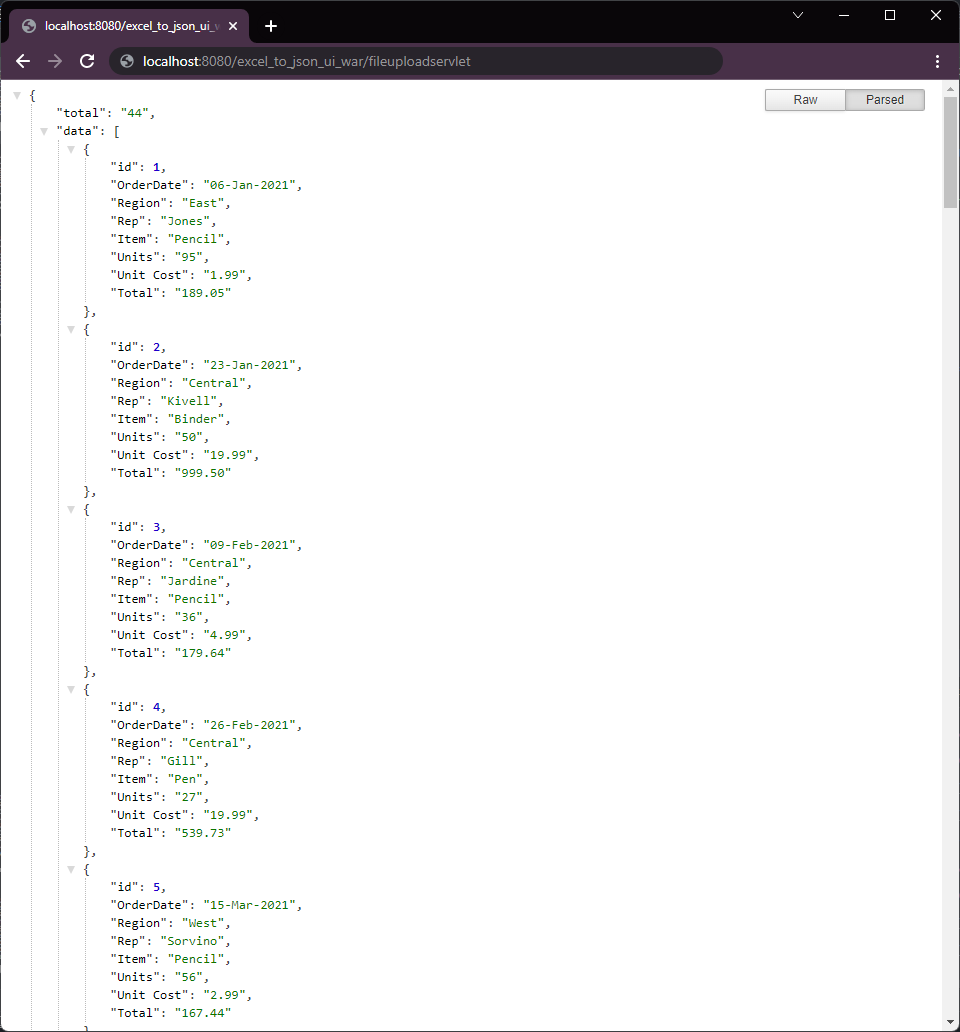 localhost:8080/excel_to_json_ui_w
localhost:8080/excel_to_json_ui_war/fileuploadservlet
Raw Parsed
{
"total": "44",
"data": [
{
"id": 1,
"OrderDate": "06-Jan-2021",
"Region": "East",
"Rep": "Jones",
"Item": "Pencil",
"Units": "95",
"Unit Cost": "1.99",
"Total": "189.05"
},
{
"id": 2,
"OrderDate": "23-Jan-2021",
"Region": "Central",
"Rep": "Kivell",
"Item": "Binder",
"Units": "50",
"Unit Cost": "19.99",
"Total": "999.50"
},
{
"id": 3,
"OrderDate": "09-Feb-2021",
"Region": "Central",
"Rep": "Jardine",
"Item": "Pencil",
"Units": "36",
"Unit Cost": "4.99",
"Total": "179.64"
},
{
"id": 4,
"OrderDate": "26-Feb-2021",
"Region": "Central",
"Rep": "Gill",
"Item": "Pen",
"Units": "27",
"Unit Cost": "19.99",
"Total": "539.73"
},
{
"id": 5,
"OrderDate": "15-Mar-2021",
"Region": "West",
"Rep": "Sorvino",
"Item": "Pencil",
"Units": "56",
"Unit Cost": "2.99",
"Total": "167.44"